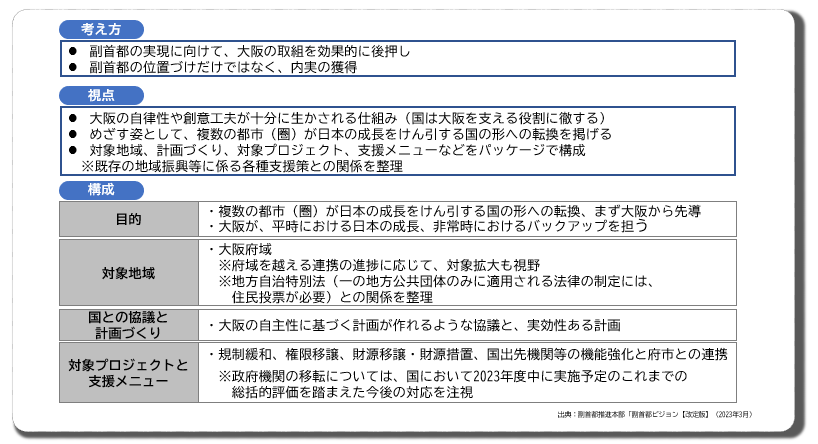 考え方
● 副首都の実現に向けて、大阪の取組を効果的に後押し
● 副首都の位置づけだけではなく、内実の獲得
視点
● 大阪の自律性や創意工夫が十分に生かされる仕組み（国は大阪を支える役割に徹する）
● めざす姿として、複数の都市（圏）が日本の成長をけん引する国の形への転換を掲げる
● 対象地域、計画づくり、対象プロジェクト、支援メニューなどをパッケージで構成
※既存の地域振興等に係る各種支援策との関係を整理
構成
目的
・複数の都市（圏）が日本の成長をけん引する国の形への転換、まず大阪から先導
・大阪が、平時における日本の成長、非常時におけるバックアップを担う
対象地域
・大阪府域
※府域を越える連携の進捗に応じて、対象拡大も視野
※地方自治特別法（一の地方公共団体のみに適用される法律の制定には、
住民投票が必要）との関係を整理
国との協議と
計画づくり
・大阪の自主性に基づく計画が作れるような協議と、実効性ある計画
対象プロジェクトと
支援メニュー
・規制緩和、権限移譲、財源移譲・財源措置、国出先機関等の機能強化と府市との連携
※政府機関の移転については、国において2023年度中に実施予定のこれまでの
総括的評価を踏まえた今後の対応を注視
出典：副首都推進本部「副首都ビジョン【改定版】（2023年3月）